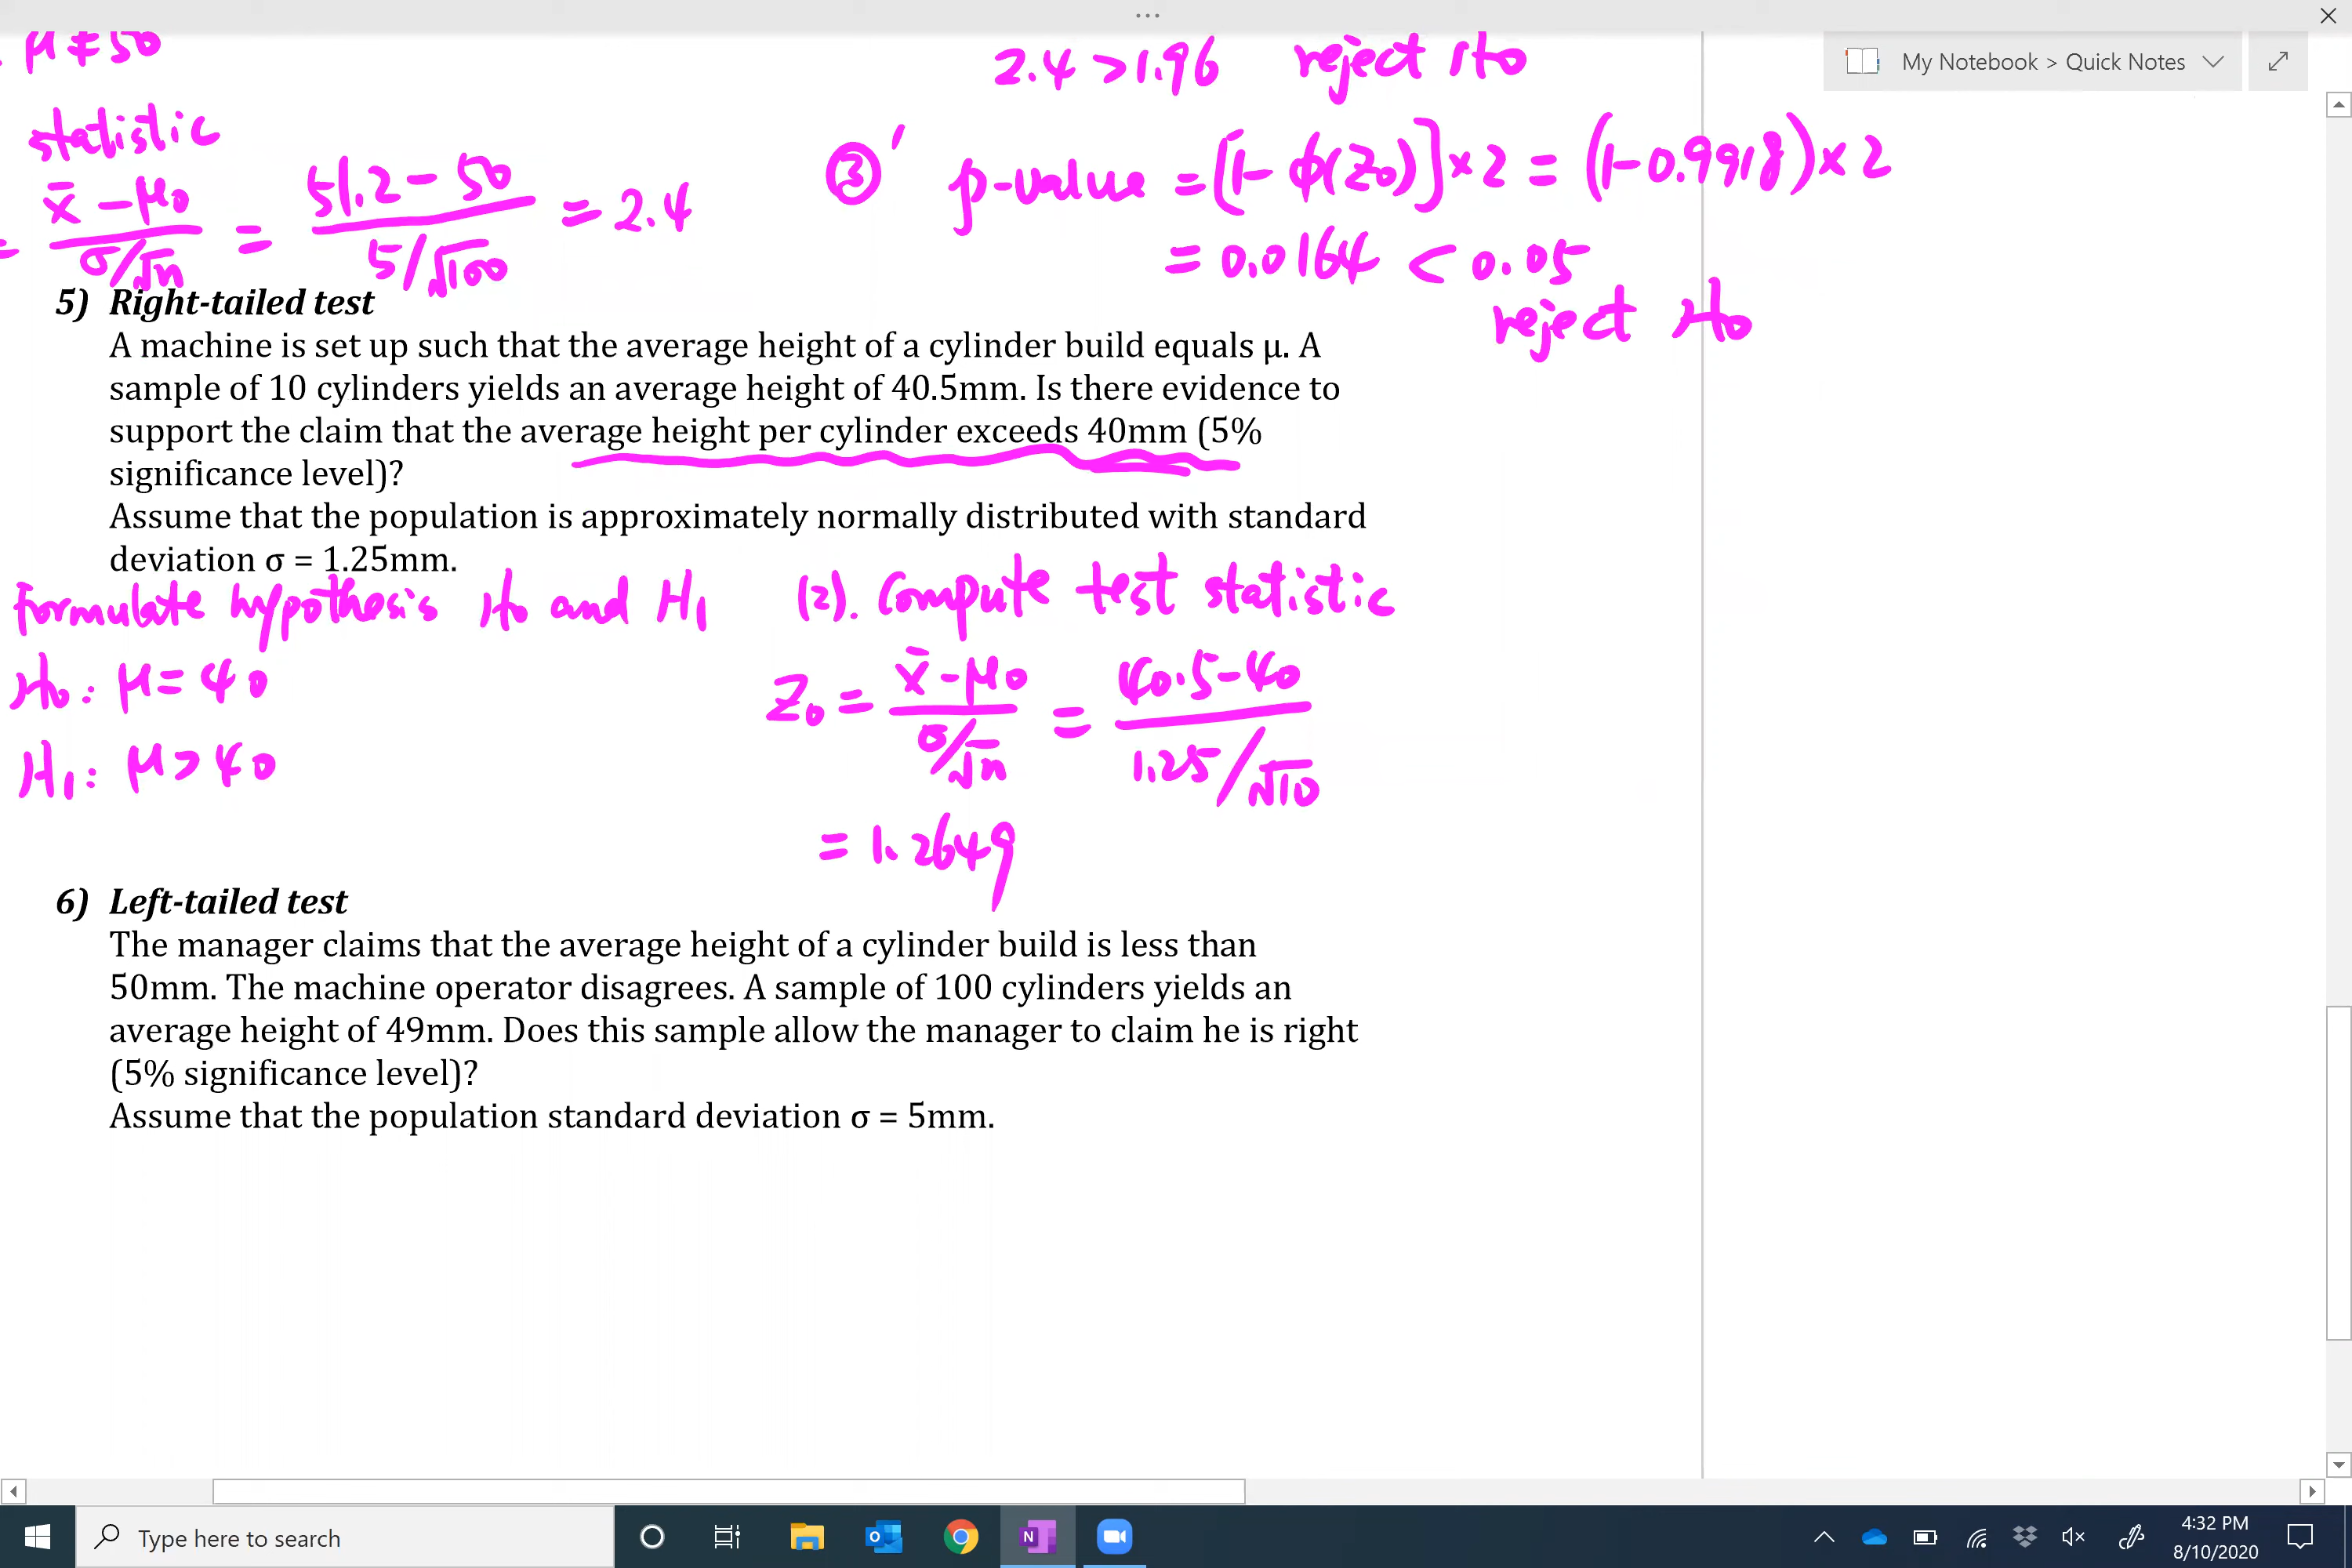 My Notebook > Quick Notes
μ ≠ 50
statistic
x̄ - μ₀ / σ/√n = 51.2 - 50 / 5/√100 = 2.4
2.4 > 1.96 reject H₀
③' p-value = [1 - Φ(Z₀)] × 2 = (1 - 0.9918) × 2
= 0.0164 < 0.05
reject H₀
5) Right-tailed test
A machine is set up such that the average height of a cylinder build equals μ. A
sample of 10 cylinders yields an average height of 40.5mm. Is there evidence to
support the claim that the average height per cylinder exceeds 40mm (5%
significance level)?
Assume that the population is approximately normally distributed with standard
deviation σ = 1.25mm.
Formulate hypothesis H₀ and H₁
H₀: μ = 40
H₁: μ > 40
(2). Compute test statistic
Z₀ = x̄ - μ₀ / σ/√n = 40.5 - 40 / 1.25/√10
= 1.2649
6) Left-tailed test
The manager claims that the average height of a cylinder build is less than
50mm. The machine operator disagrees. A sample of 100 cylinders yields an
average height of 49mm. Does this sample allow the manager to claim he is right
(5% significance level)?
Assume that the population standard deviation σ = 5mm.
Type here to search
4:32 PM
8/10/2020